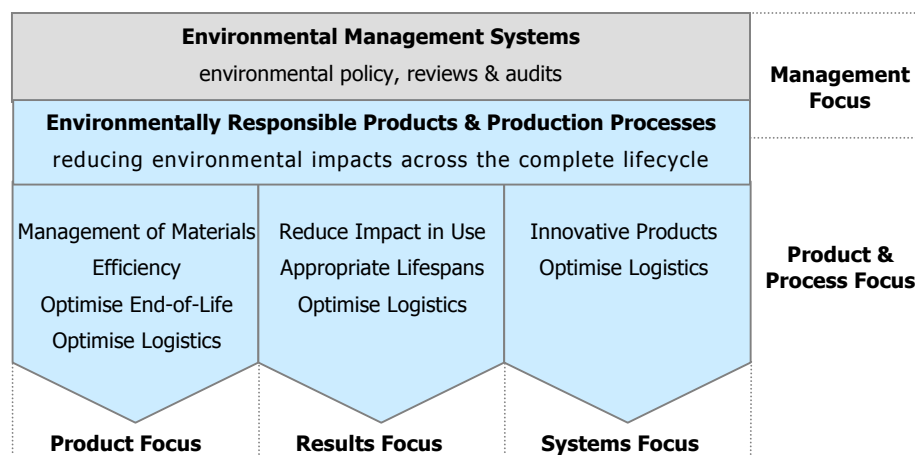 Environmental Management Systems
environmental policy, reviews & audits
Management
Focus
Environmentally Responsible Products & Production Processes
reducing environmental impacts across the complete lifecycle
Management of Materials
Efficiency
Optimise End-of-Life
Optimise Logistics
Reduce Impact in Use
Appropriate Lifespans
Optimise Logistics
Innovative Products
Optimise Logistics
Product &
Process Focus
Product Focus
Results Focus
Systems Focus